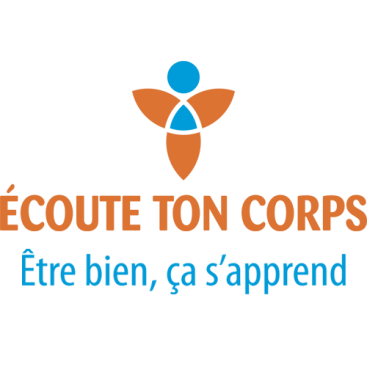 ÉCOUTE TON CORPS
Être bien, ça s'apprend